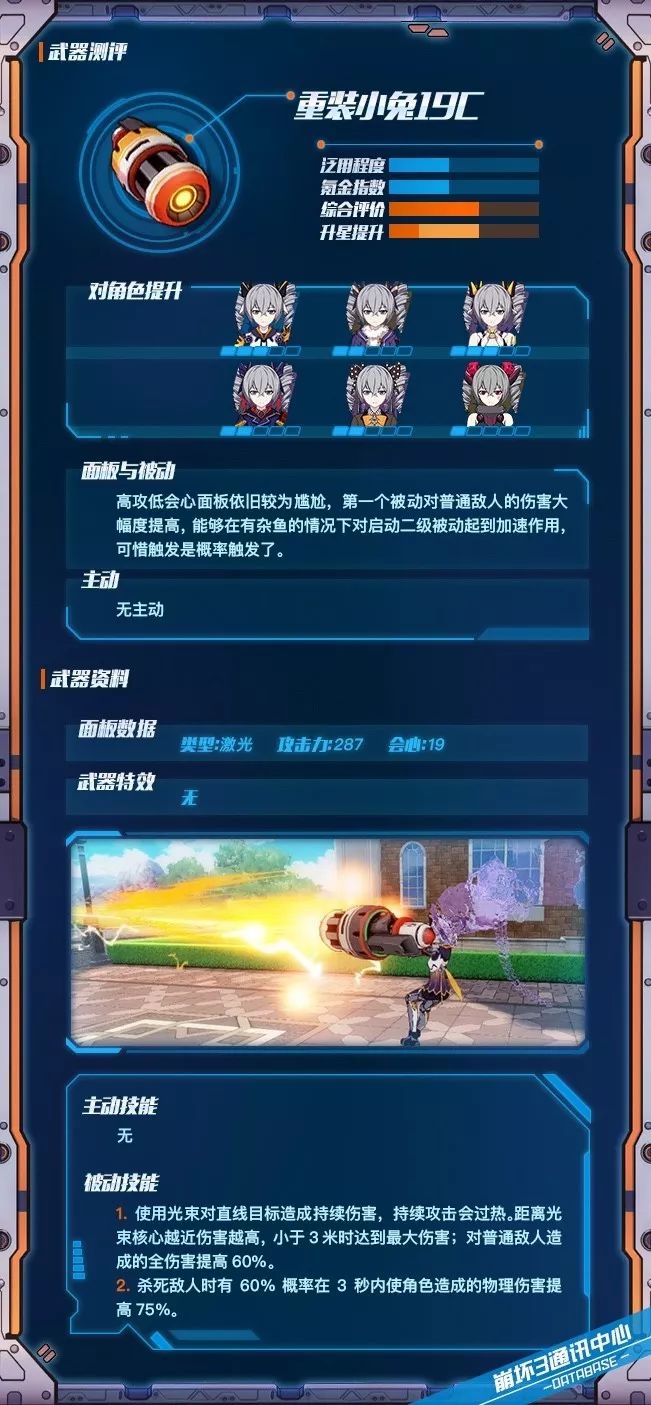 武器测评
重装小兔19C
泛用程度
氪金指数
综合评价
升星提升
对角色提升
面板与被动
高攻低会心面板依旧较为尴尬，第一个被动对普通敌人的伤害大
幅度提高，能够在有杂鱼的情况下对启动二级被动起到加速作用，
可惜触发是概率触发了。
主动
无主动
武器资料
面板数据
类型:激光 攻击力:287 会心:19
武器特效
无
主动技能
无
被动技能
1. 使用光束对直线目标造成持续伤害，持续攻击会过热。距离光
束核心越近伤害越高，小于 3 米时达到最大伤害；对普通敌人造
成的全伤害提高 60%。
2. 杀死敌人时有 60% 概率在 3 秒内使角色造成的物理伤害提
高 75%。
崩坏3通讯中心
-DATABASE-